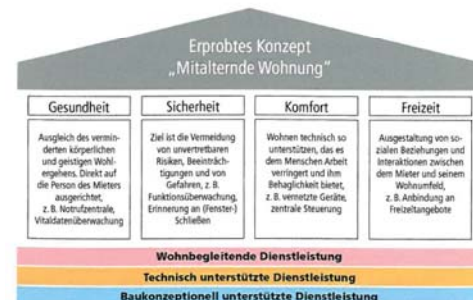 Erprobtes Konzept
„Mitalternde Wohnung"
Gesundheit
Ausgleich des vermin-
derten körperlichen
und geistigen Wohl-
ergehens. Direkt auf
die Person des Mieters
ausgerichtet,
z. B. Notrufzentrale,
Vitaldatenüberwachung
Sicherheit
Ziel ist die Vermeidung
von unvertretbaren
Risiken, Beeinträch-
tigungen und von
Gefahren, z. B.
Funktionsüberwachung,
Erinnerung an (Fenster-)
Schließen
Komfort
Wohnen technisch so
unterstützen, das es
dem Menschen Arbeit
verringert und ihm
Behaglichkeit bietet,
z. B. vernetzte Geräte,
zentrale Steuerung
Freizeit
Ausgestaltung von so-
zialen Beziehungen und
Interaktionen zwischen
dem Mieter und seinem
Wohnumfeld,
z. B. Anbindung an
Freizeitangebote
Wohnbegleitende Dienstleistung
Technisch unterstützte Dienstleistung
Baukonzeptionell unterstützte Dienstleistung